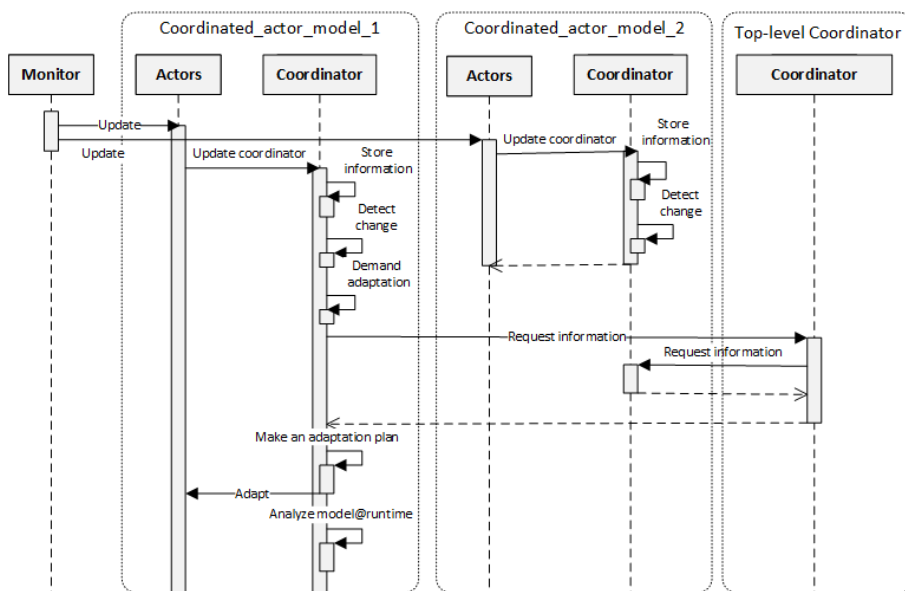 Coordinated_actor_model_1
Coordinated_actor_model_2
Top-level Coordinator
Monitor
Actors
Coordinator
Actors
Coordinator
Coordinator
Update
Update
Update coordinator
Store
information
Update coordinator
Store
information
Detect
change
Detect
change
Demand
adaptation
Request information
Request information
Make an adaptation plan
Adapt
Analyze model@runtime